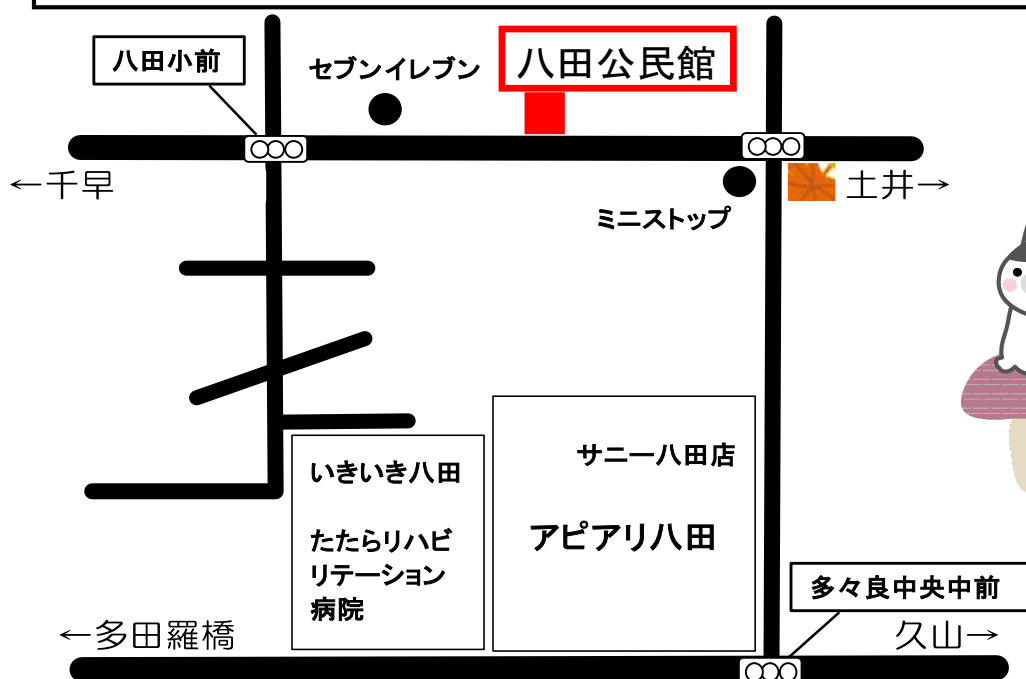 八田小前
セブンイレブン
八田公民館
←千早
土井→
ミニストップ
サニー八田店
いきいき八田
アピアリ八田
たたらリハビ
リテーション
病院
多々良中央中前
←多田羅橋
久山→